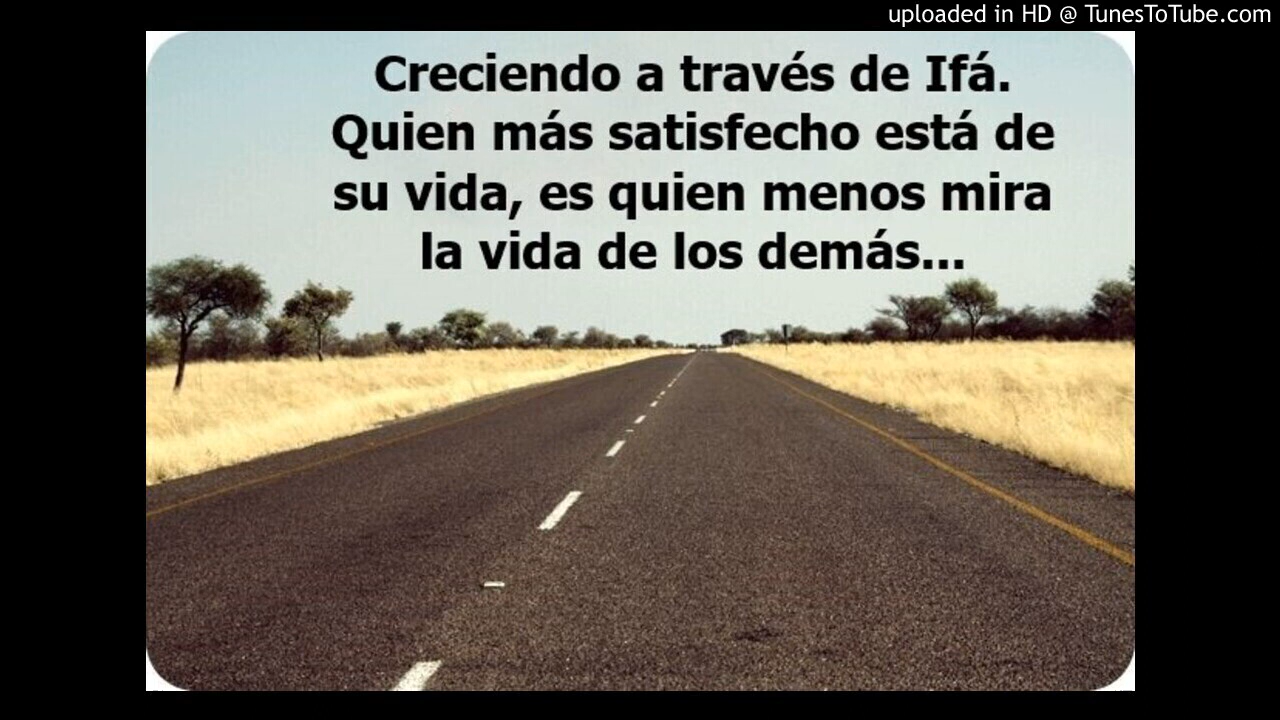 uploaded in HD @ TunesToTube.com
Creciendo a través de Ifá.
Quien más satisfecho está de
su vida, es quien menos mira
la vida de los demás...